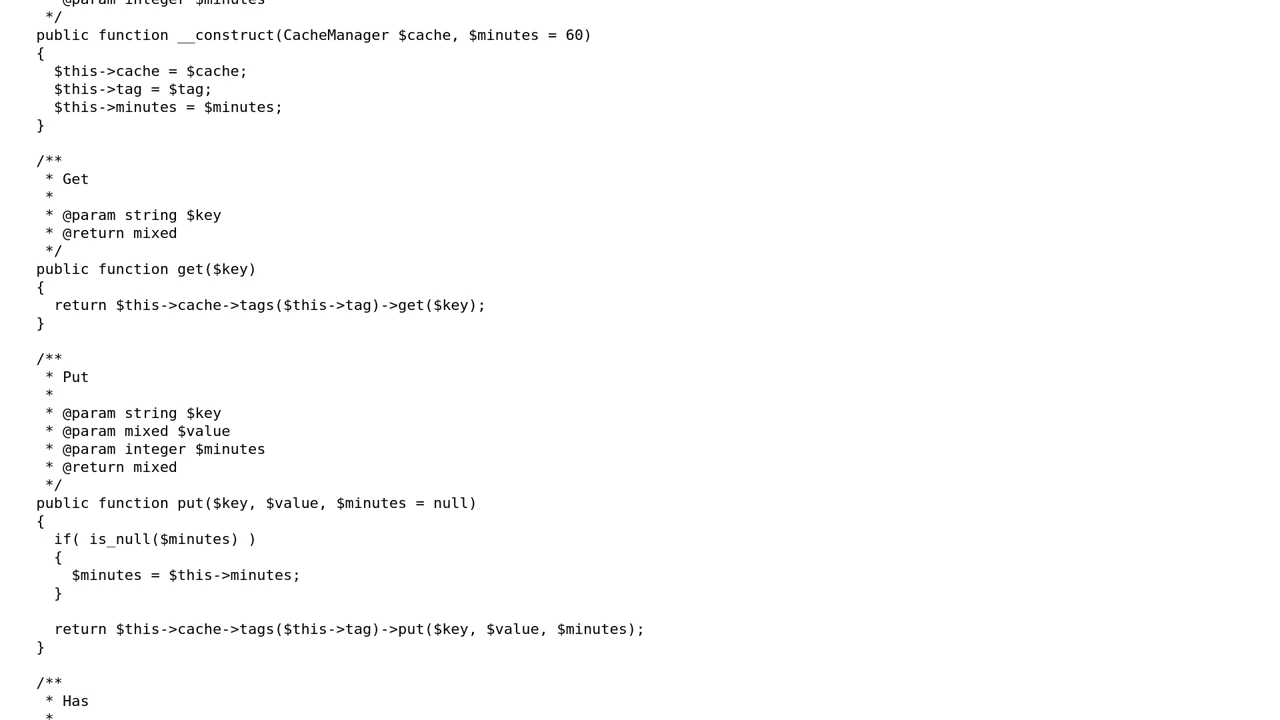 * @param integer $minutes
*/
public function __construct(CacheManager $cache, $minutes = 60)
{
$this->cache = $cache;
$this->tag = $tag;
$this->minutes = $minutes;
}
/**
* Get
*
* @param string $key
* @return mixed
*/
public function get($key)
{
return $this->cache->tags($this->tag)->get($key);
}
/**
* Put
*
* @param string $key
* @param mixed $value
* @param integer $minutes
* @return mixed
*/
public function put($key, $value, $minutes = null)
{
if( is_null($minutes) )
{
$minutes = $this->minutes;
}
return $this->cache->tags($this->tag)->put($key, $value, $minutes);
}
/**
* Has
*